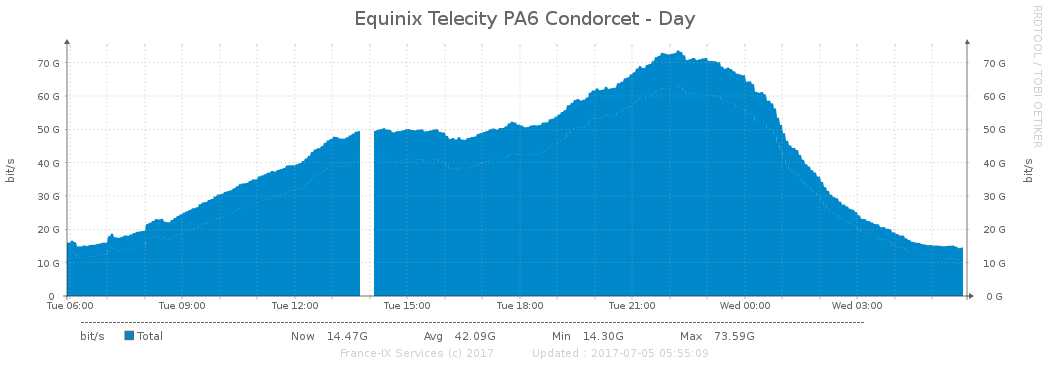 Equinix Telecity PA6 Condorcet - Day
RRDTOOL / TOBI OETIKER
70 G 70 G
60 G 60 G
50 G 50 G
40 G 40 G
bit/s bit/s
30 G 30 G
20 G 20 G
10 G 10 G
0 0 G
Tue 06:00 Tue 09:00 Tue 12:00 Tue 15:00 Tue 18:00 Tue 21:00 Wed 00:00 Wed 03:00
bit/s Total Now 14.47G Avg 42.09G Min 14.30G Max 73.59G
France-IX Services (c) 2017 Updated : 2017-07-05 05:55:09